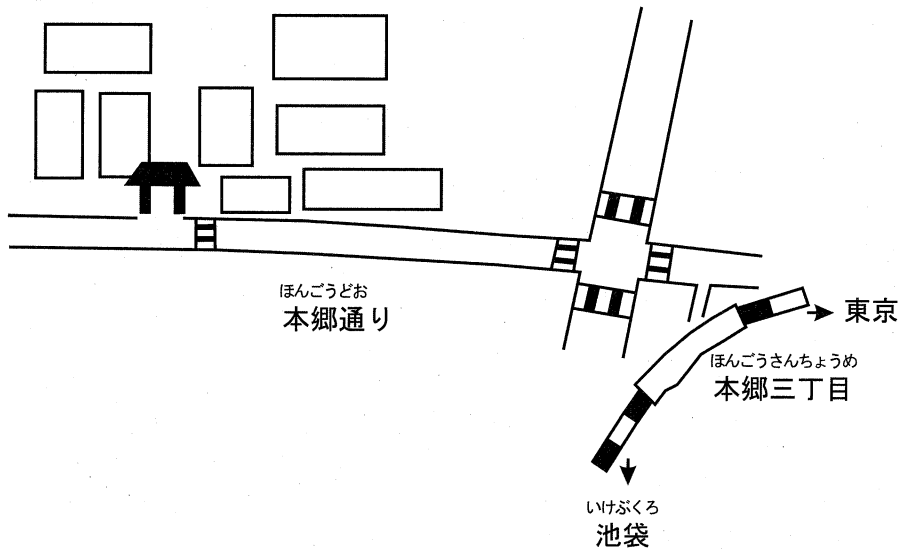 ほんごうどお
本郷通り
東京
ほんごうさんちょうめ
本郷三丁目
いけぶくろ
池袋